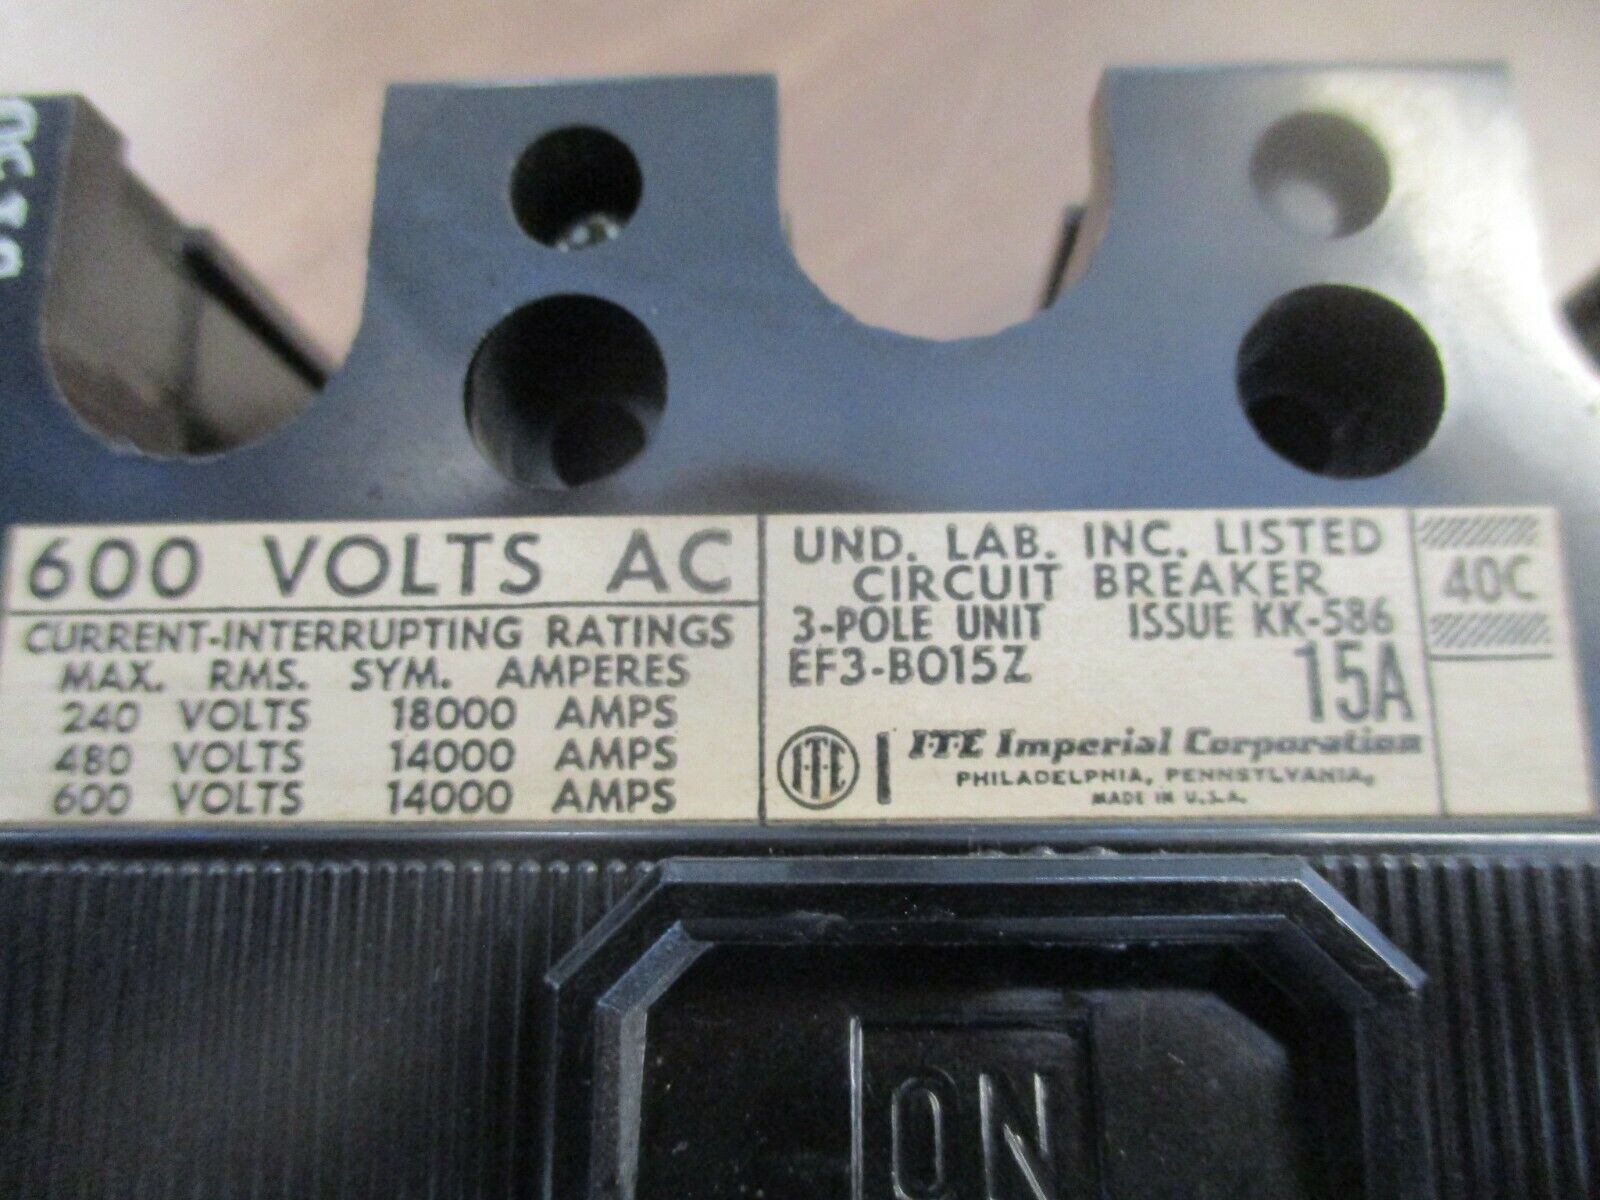 600 VOLTS AC
CURRENT-INTERRUPTING RATINGS
MAX. RMS. SYM. AMPERES
240 VOLTS 18000 AMPS
480 VOLTS 14000 AMPS
600 VOLTS 14000 AMPS
UND. LAB. INC. LISTED
CIRCUIT BREAKER
3-POLE UNIT ISSUE KK-586
EF3-B015Z
15A
I-T-E
I-T-E Imperial Corporation
PHILADELPHIA, PENNSYLVANIA,
MADE IN U.S.A.
40C
ON